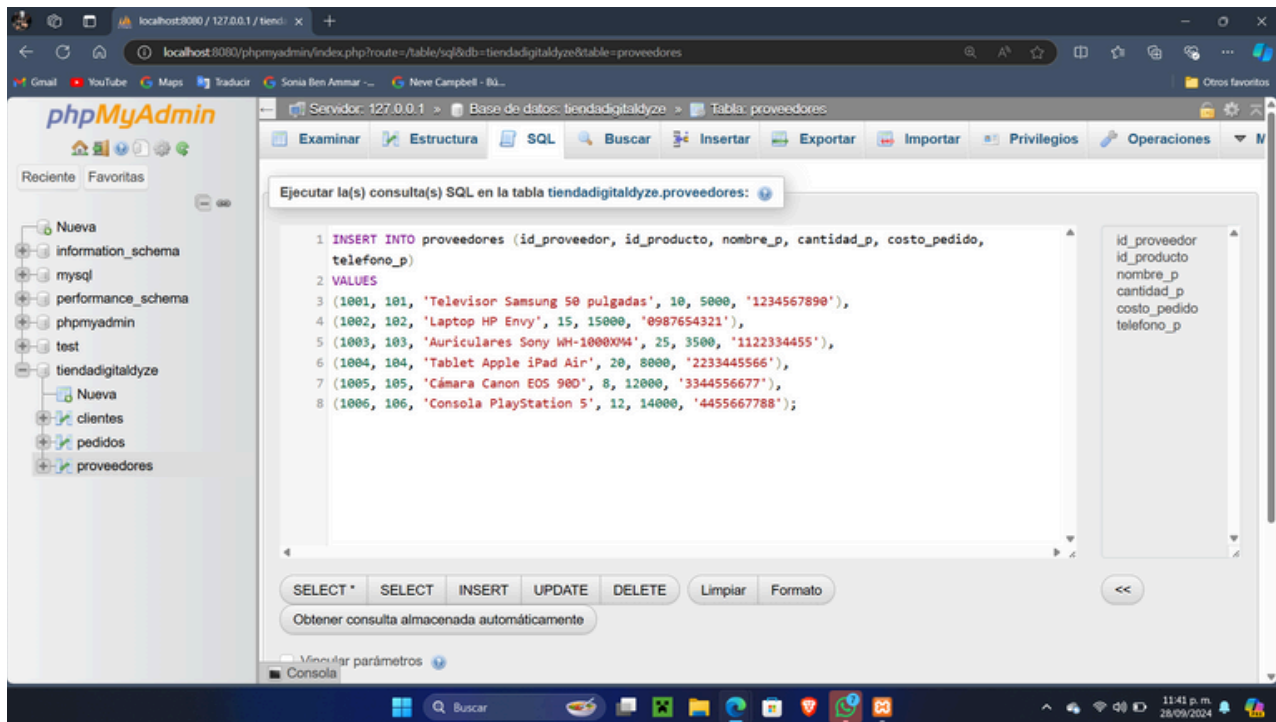 localhost:8080 / 127.0.0.1 / tienda
localhost:8080/phpmyadmin/index.php?route=/table/sql&db=tiendadigitaldyze&table=proveedores
Gmail YouTube Maps Traducir Sonia Ben Ammar -... Neve Campbell - Bú... Otros favoritos
phpMyAdmin
Reciente Favoritas
Nueva
information_schema
mysql
performance_schema
phpmyadmin
test
tiendadigitaldyze
Nueva
clientes
pedidos
proveedores
Servidor: 127.0.0.1 » Base de datos: tiendadigitaldyze » Tabla: proveedores
Examinar Estructura SQL Buscar Insertar Exportar Importar Privilegios Operaciones M
Ejecutar la(s) consulta(s) SQL en la tabla tiendadigitaldyze.proveedores:
1 INSERT INTO proveedores (id_proveedor, id_producto, nombre_p, cantidad_p, costo_pedido,
telefono_p)
2 VALUES
3 (1001, 101, 'Televisor Samsung 50 pulgadas', 10, 5000, '1234567890'),
4 (1002, 102, 'Laptop HP Envy', 15, 15000, '0987654321'),
5 (1003, 103, 'Auriculares Sony WH-1000XM4', 25, 3500, '1122334455'),
6 (1004, 104, 'Tablet Apple iPad Air', 20, 8000, '2233445566'),
7 (1005, 105, 'Cámara Canon EOS 90D', 8, 12000, '3344556677'),
8 (1006, 106, 'Consola PlayStation 5', 12, 14000, '4455667788');
id_proveedor
id_producto
nombre_p
cantidad_p
costo_pedido
telefono_p
SELECT * SELECT INSERT UPDATE DELETE Limpiar Formato <<
Obtener consulta almacenada automáticamente
Vincular parámetros
Consola
Buscar
11:41 p. m.
28/09/2024